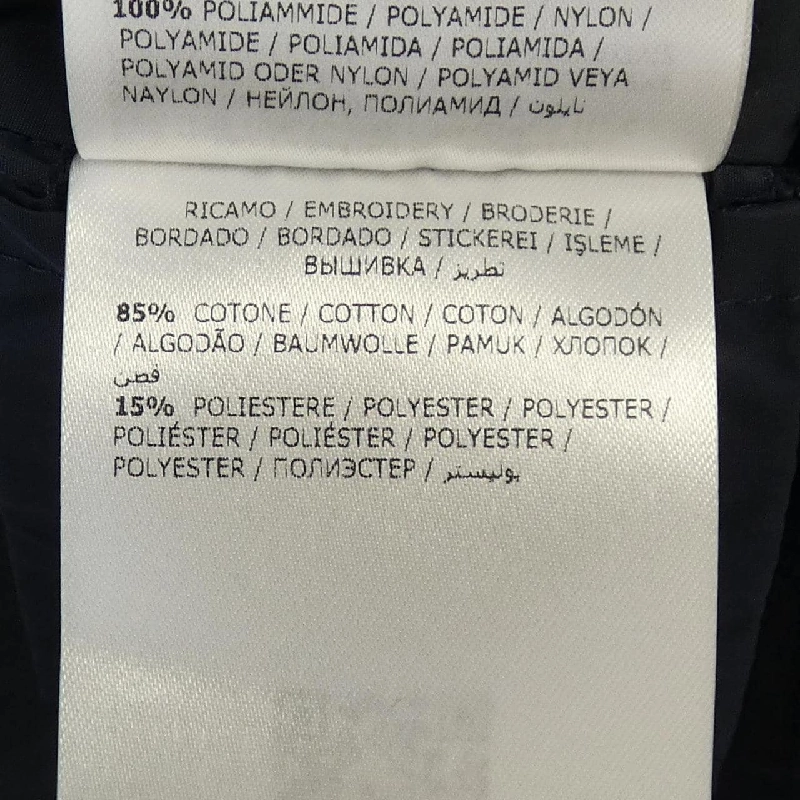 100% POLIAMMIDE / POLYAMIDE / NYLON /
POLYAMIDE / POLIAMIDA / POLIAMIDA /
POLYAMID ODER NYLON / POLYAMID VEYA
NAYLON / НЕЙЛОН, ПОЛИАМИД / نايلون
RICAMO / EMBROIDERY / BRODERIE /
BORDADO / BORDADO / STICKEREI / IŞLEME /
ВЫШИВКА / تطريز
85% COTONE / COTTON / COTON / ALGODÓN
/ ALGODÃO / BAUMWOLLE / PAMUK / ХЛОПОК /
قطن
15% POLIESTERE / POLYESTER / POLYESTER /
POLIÉSTER / POLIÉSTER / POLYESTER /
POLYESTER / ПОЛИЭСТЕР / بوليستر